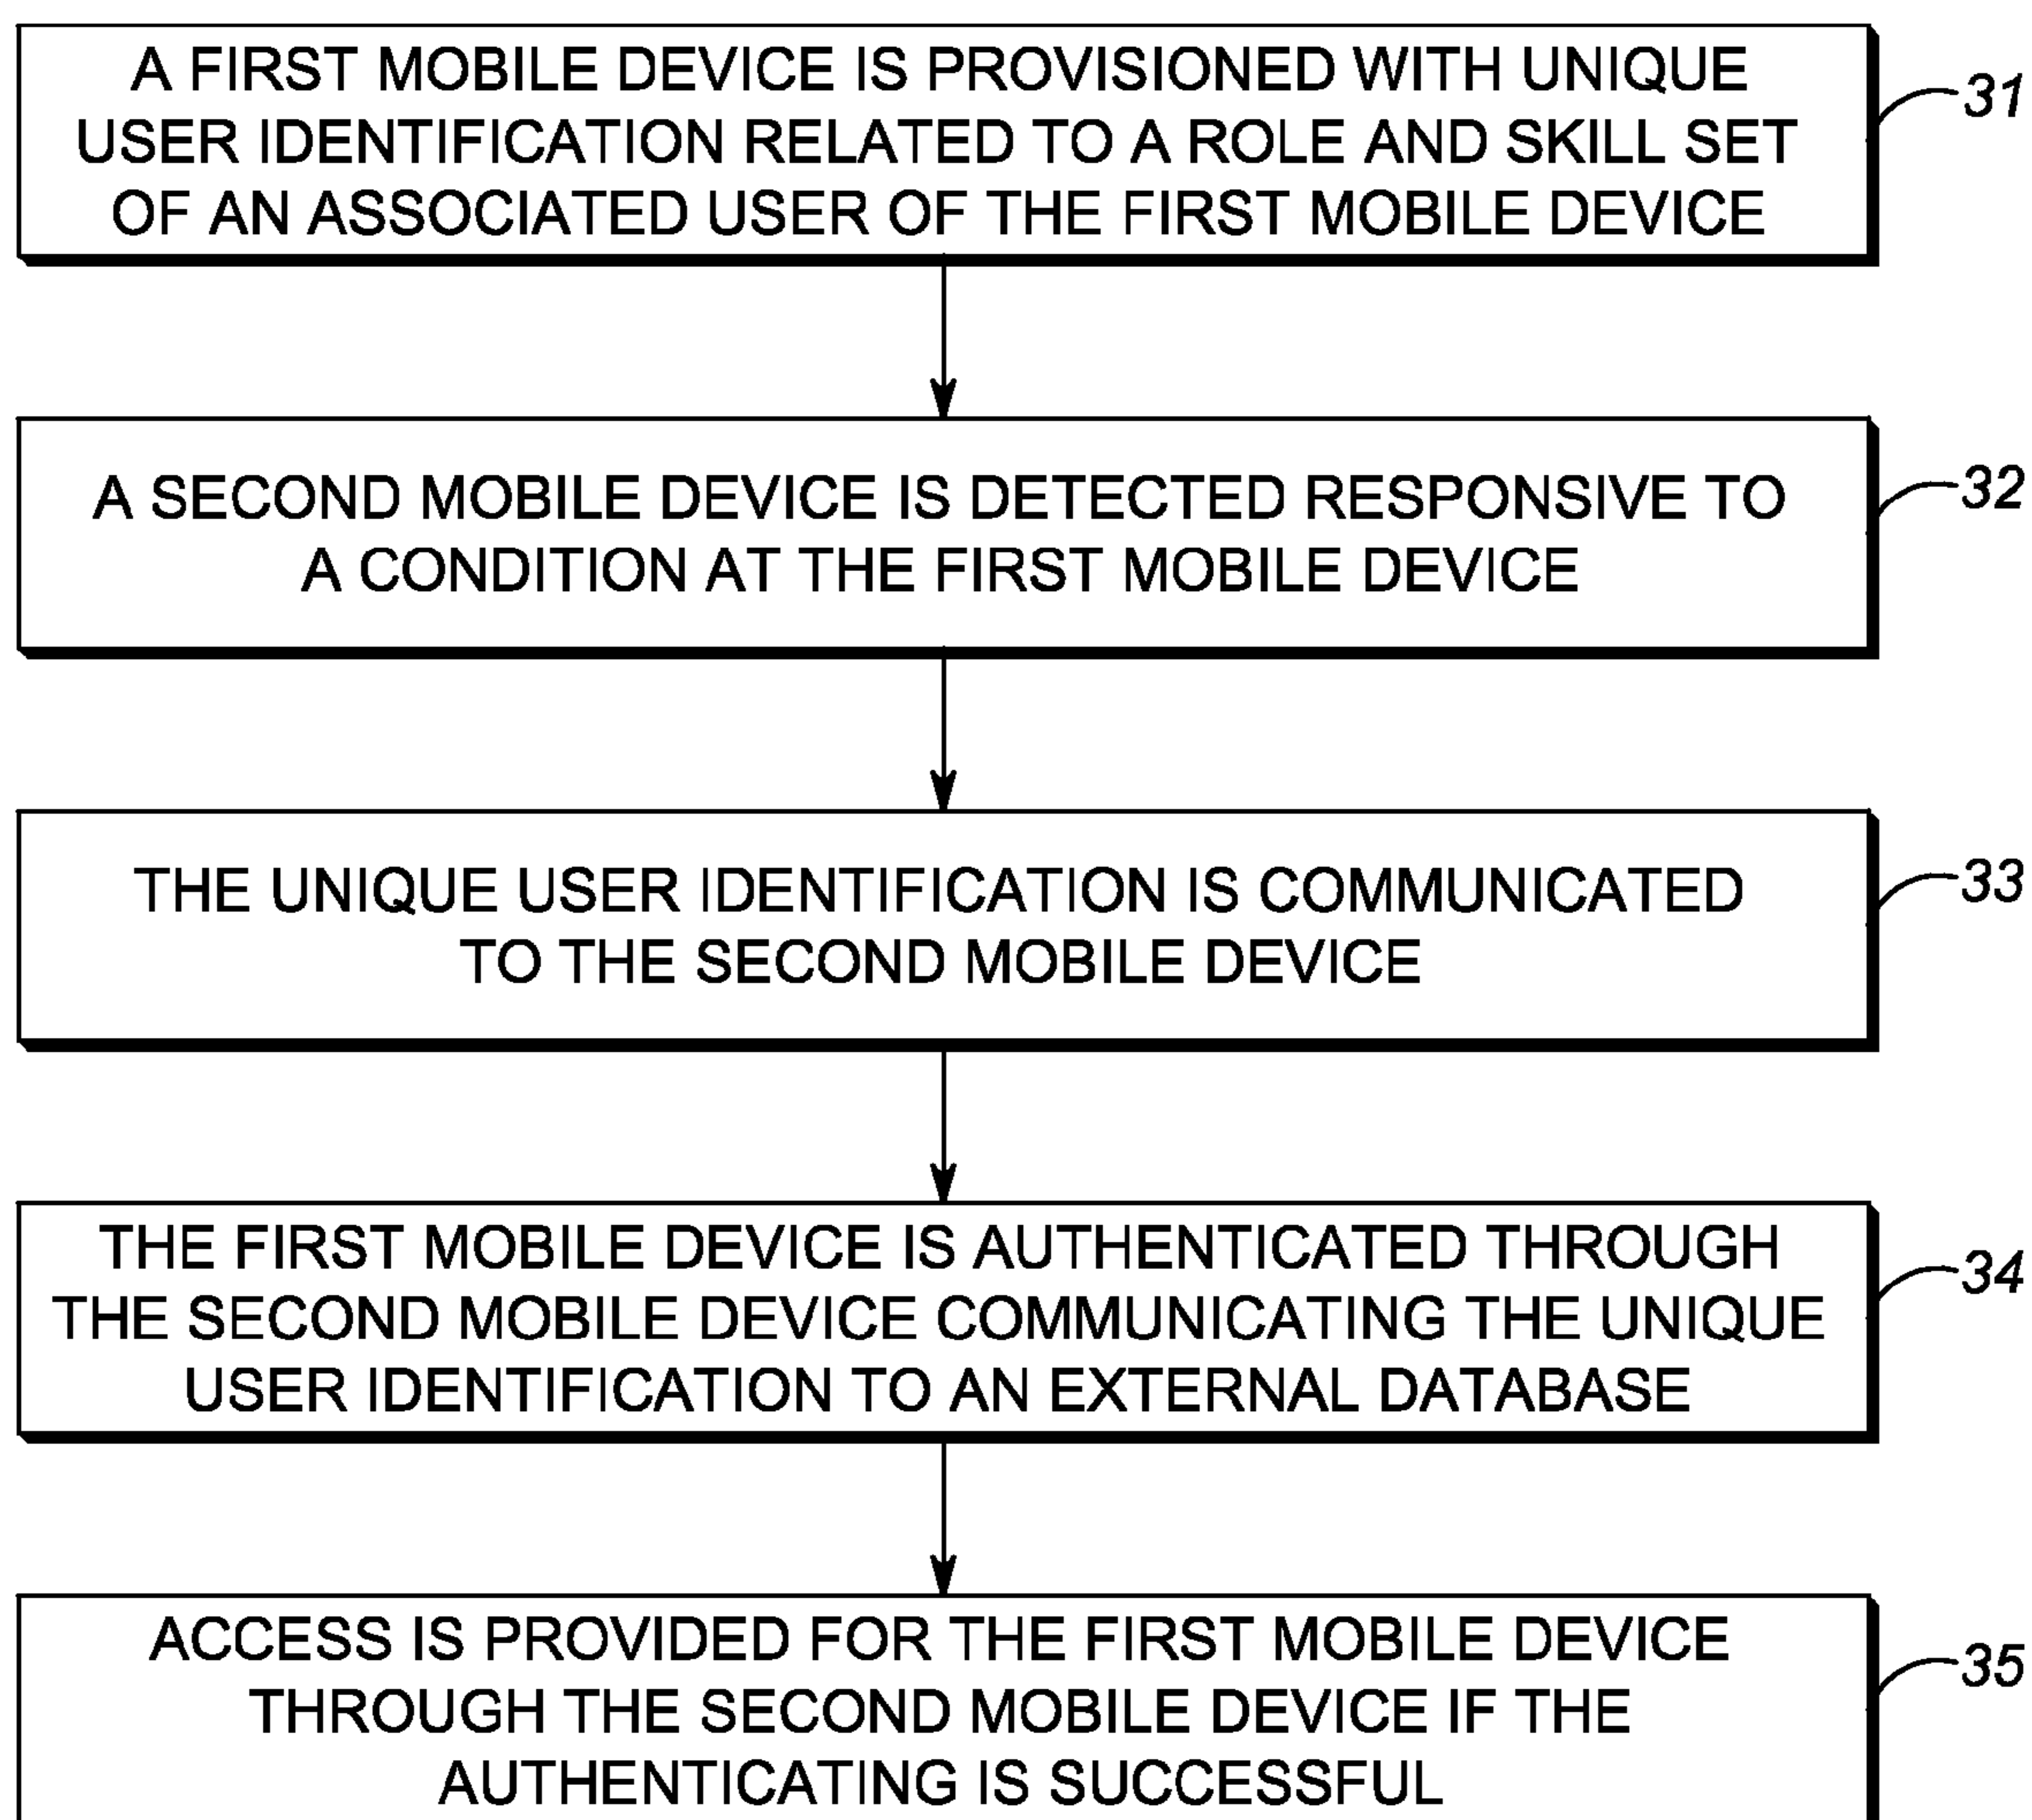 A FIRST MOBILE DEVICE IS PROVISIONED WITH UNIQUE
USER IDENTIFICATION RELATED TO A ROLE AND SKILL SET
OF AN ASSOCIATED USER OF THE FIRST MOBILE DEVICE
31
A SECOND MOBILE DEVICE IS DETECTED RESPONSIVE TO
A CONDITION AT THE FIRST MOBILE DEVICE
32
THE UNIQUE USER IDENTIFICATION IS COMMUNICATED
TO THE SECOND MOBILE DEVICE
33
THE FIRST MOBILE DEVICE IS AUTHENTICATED THROUGH
THE SECOND MOBILE DEVICE COMMUNICATING THE UNIQUE
USER IDENTIFICATION TO AN EXTERNAL DATABASE
34
ACCESS IS PROVIDED FOR THE FIRST MOBILE DEVICE
THROUGH THE SECOND MOBILE DEVICE IF THE
AUTHENTICATING IS SUCCESSFUL
35